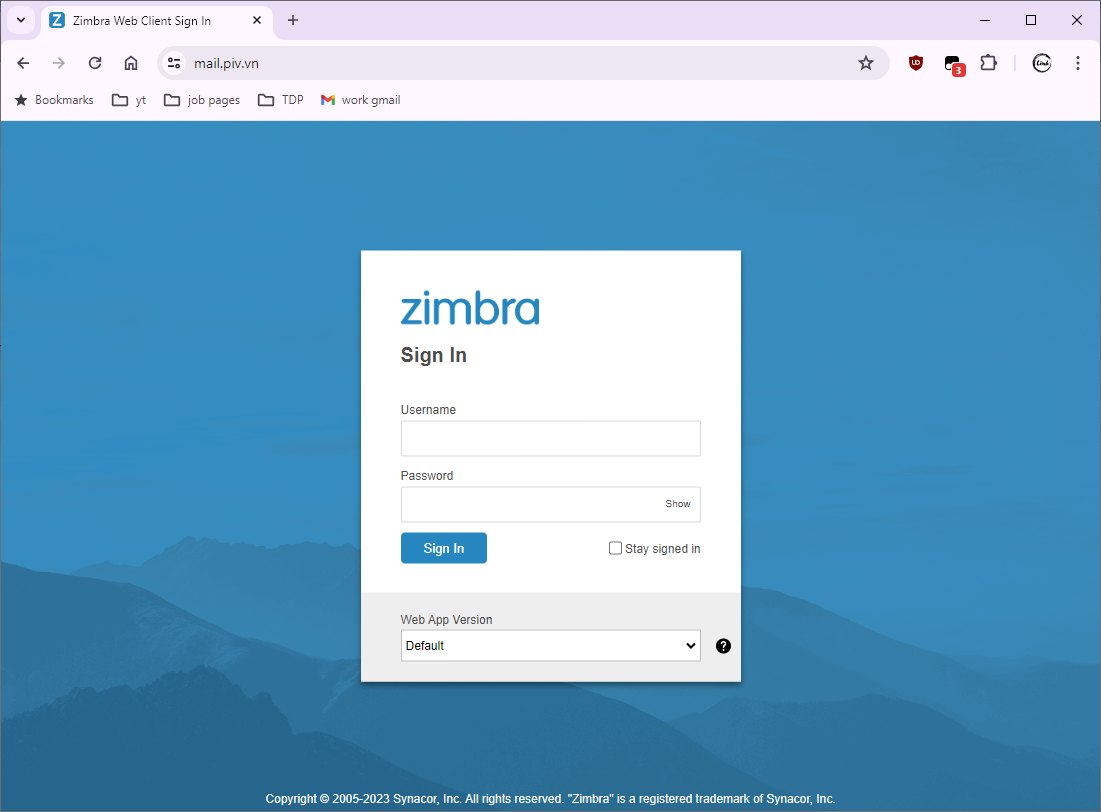 Zimbra Web Client Sign In
mail.piv.vn
3
Bookmarks yt job pages TDP work gmail
zimbra
Sign In
Username
Password
Show
Sign In Stay signed in
Web App Version
Default ?
Copyright © 2005-2023 Synacor, Inc. All rights reserved. "Zimbra" is a registered trademark of Synacor, Inc.